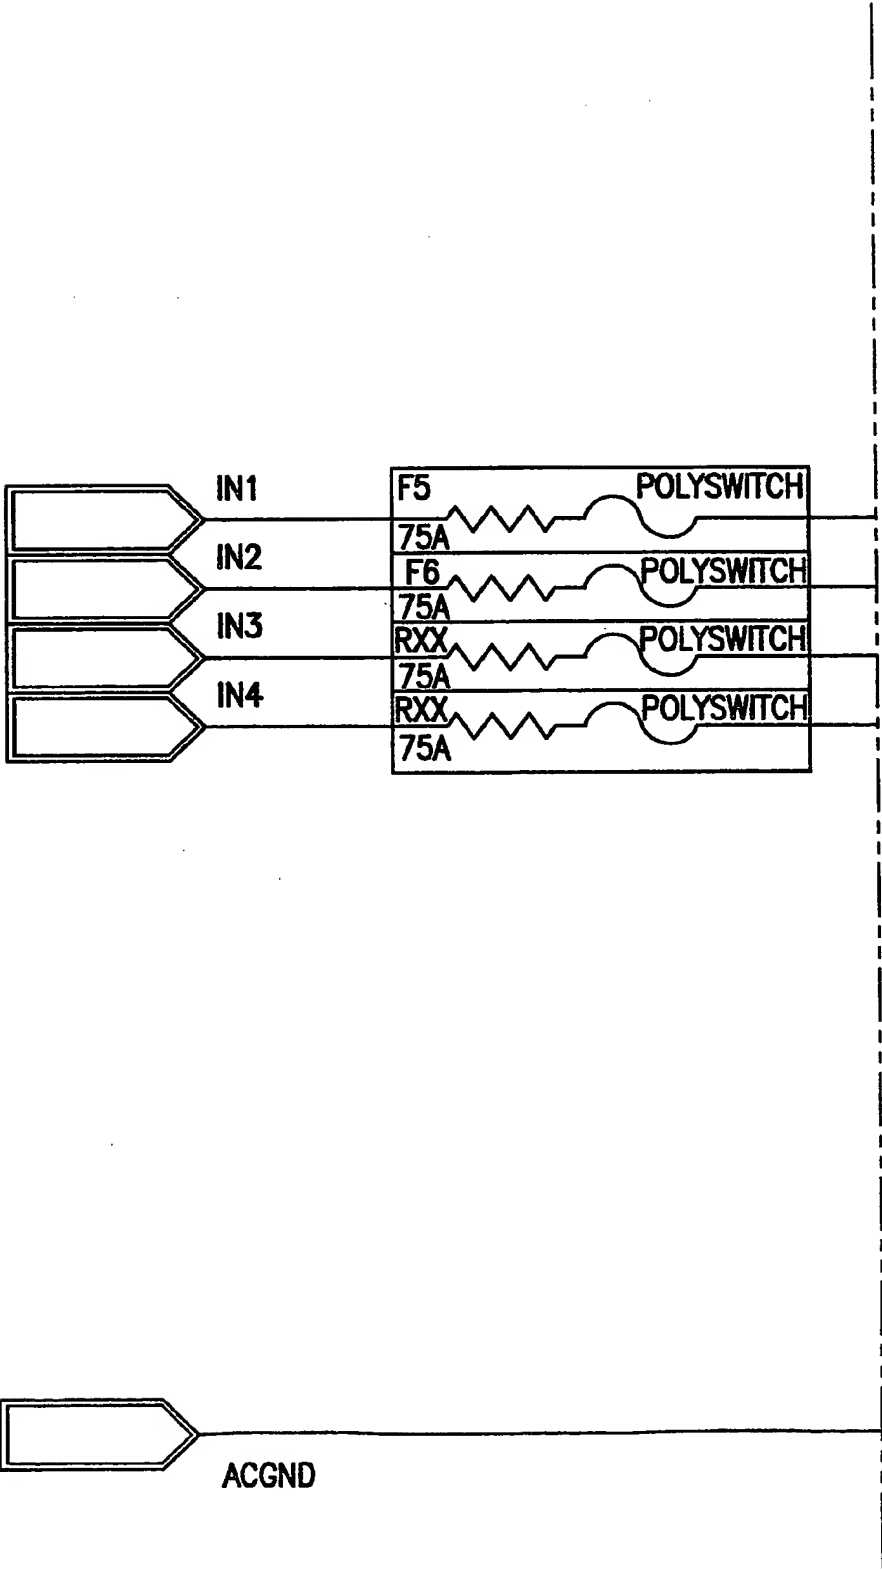 IN1
F5 POLYSWITCH
75A
IN2
F6 POLYSWITCH
75A
IN3
RXX POLYSWITCH
75A
IN4
RXX POLYSWITCH
75A
ACGND